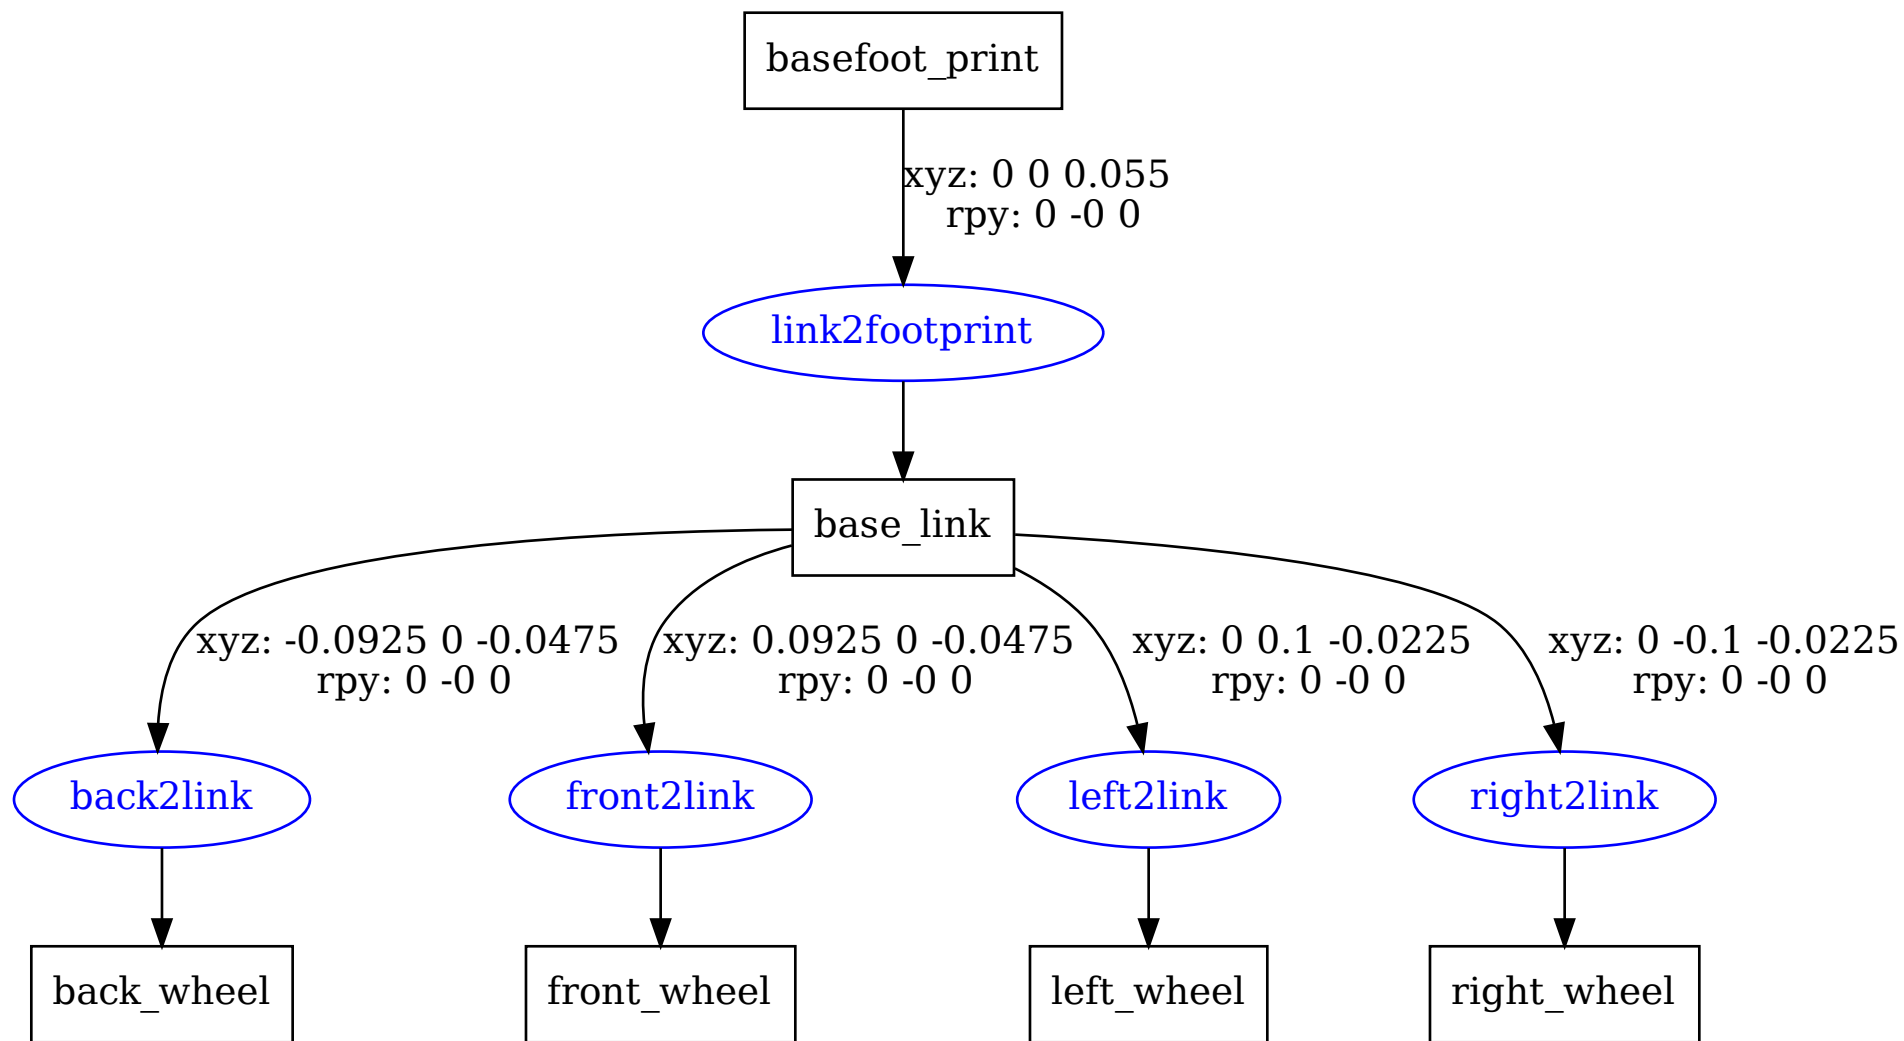 basefoot_print
xyz: 0 0 0.055
rpy: 0 -0 0
link2footprint
base_link
xyz: -0.0925 0 -0.0475
rpy: 0 -0 0
xyz: 0.0925 0 -0.0475
rpy: 0 -0 0
xyz: 0 0.1 -0.0225
rpy: 0 -0 0
xyz: 0 -0.1 -0.0225
rpy: 0 -0 0
back2link
front2link
left2link
right2link
back_wheel
front_wheel
left_wheel
right_wheel